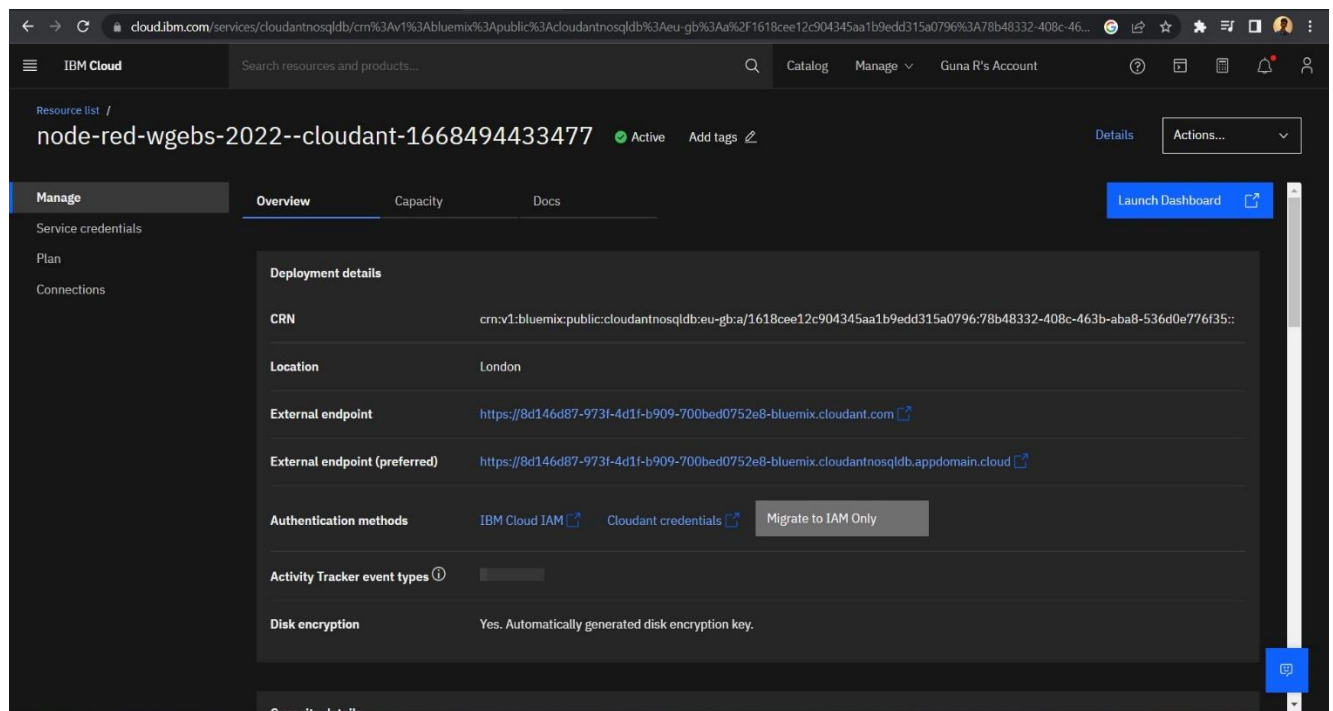 cloud.ibm.com/services/cloudantnosqldb/crn%3Av1%3Abluemix%3Apublic%3Acloudantnosqldb%3Aeu-gb%3Aa%2F1618cee12c904345aa1b9edd315a0796%3A78b48332-408c-46...
IBM Cloud Search resources and products... Catalog Manage Guna R's Account
Resource list /
node-red-wgebs-2022--cloudant-1668494433477 Active Add tags Details Actions...
Manage Overview Capacity Docs Launch Dashboard
Service credentials
Plan
Connections
Deployment details
CRN crn:v1:bluemix:public:cloudantnosqldb:eu-gb:a/1618cee12c904345aa1b9edd315a0796:78b48332-408c-463b-aba8-536d0e776f35::
Location London
External endpoint https://8d146d87-973f-4d1f-b909-700bed0752e8-bluemix.cloudant.com
External endpoint (preferred) https://8d146d87-973f-4d1f-b909-700bed0752e8-bluemix.cloudantnosqldb.appdomain.cloud
Authentication methods IBM Cloud IAM Cloudant credentials Migrate to IAM Only
Activity Tracker event types
Disk encryption Yes. Automatically generated disk encryption key.